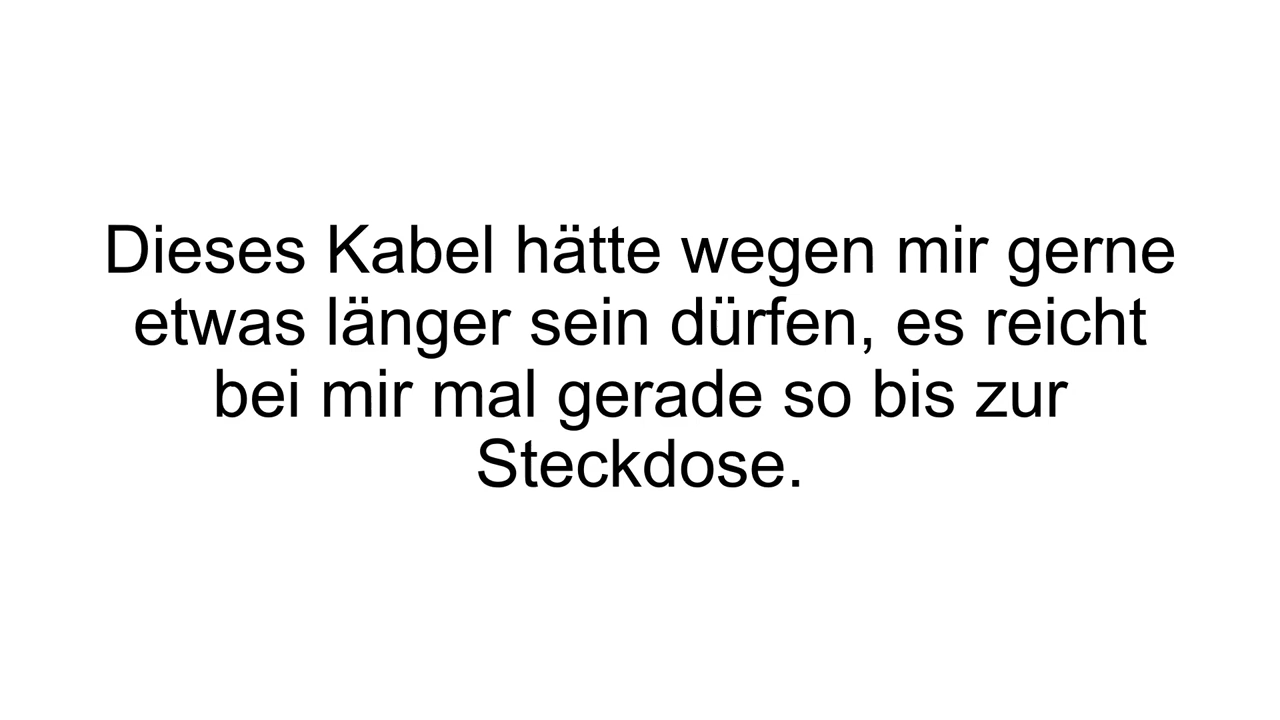 Dieses Kabel hätte wegen mir gerne
etwas länger sein dürfen, es reicht
bei mir mal gerade so bis zur
Steckdose.